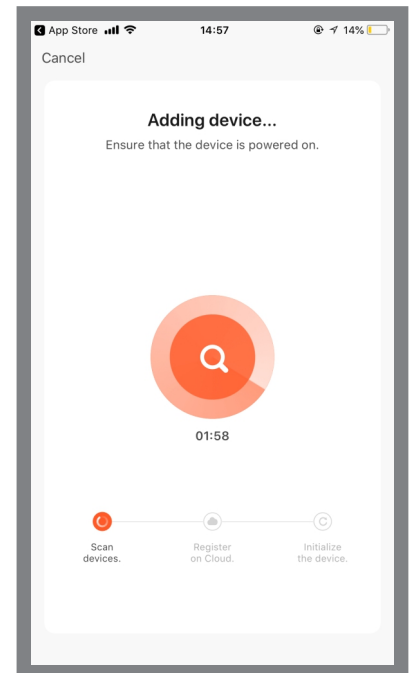 App Store 14:57 14%
Cancel
Adding device...
Ensure that the device is powered on.
01:58
Scan devices.
Register on Cloud.
Initialize the device.